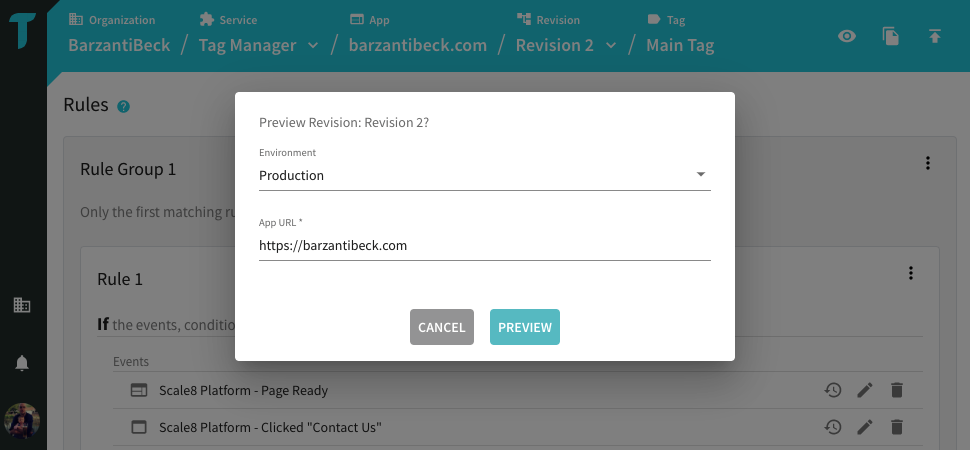 Organization
Service
App
Revision
Tag
BarzantiBeck / Tag Manager / barzantibeck.com / Revision 2 / Main Tag
Rules ?
Rule Group 1
Only the first matching ru
Rule 1
If the events, conditio
Events
Scale8 Platform - Page Ready
Scale8 Platform - Clicked "Contact Us"
Preview Revision: Revision 2?
Environment
Production
App URL *
https://barzantibeck.com
CANCEL
PREVIEW